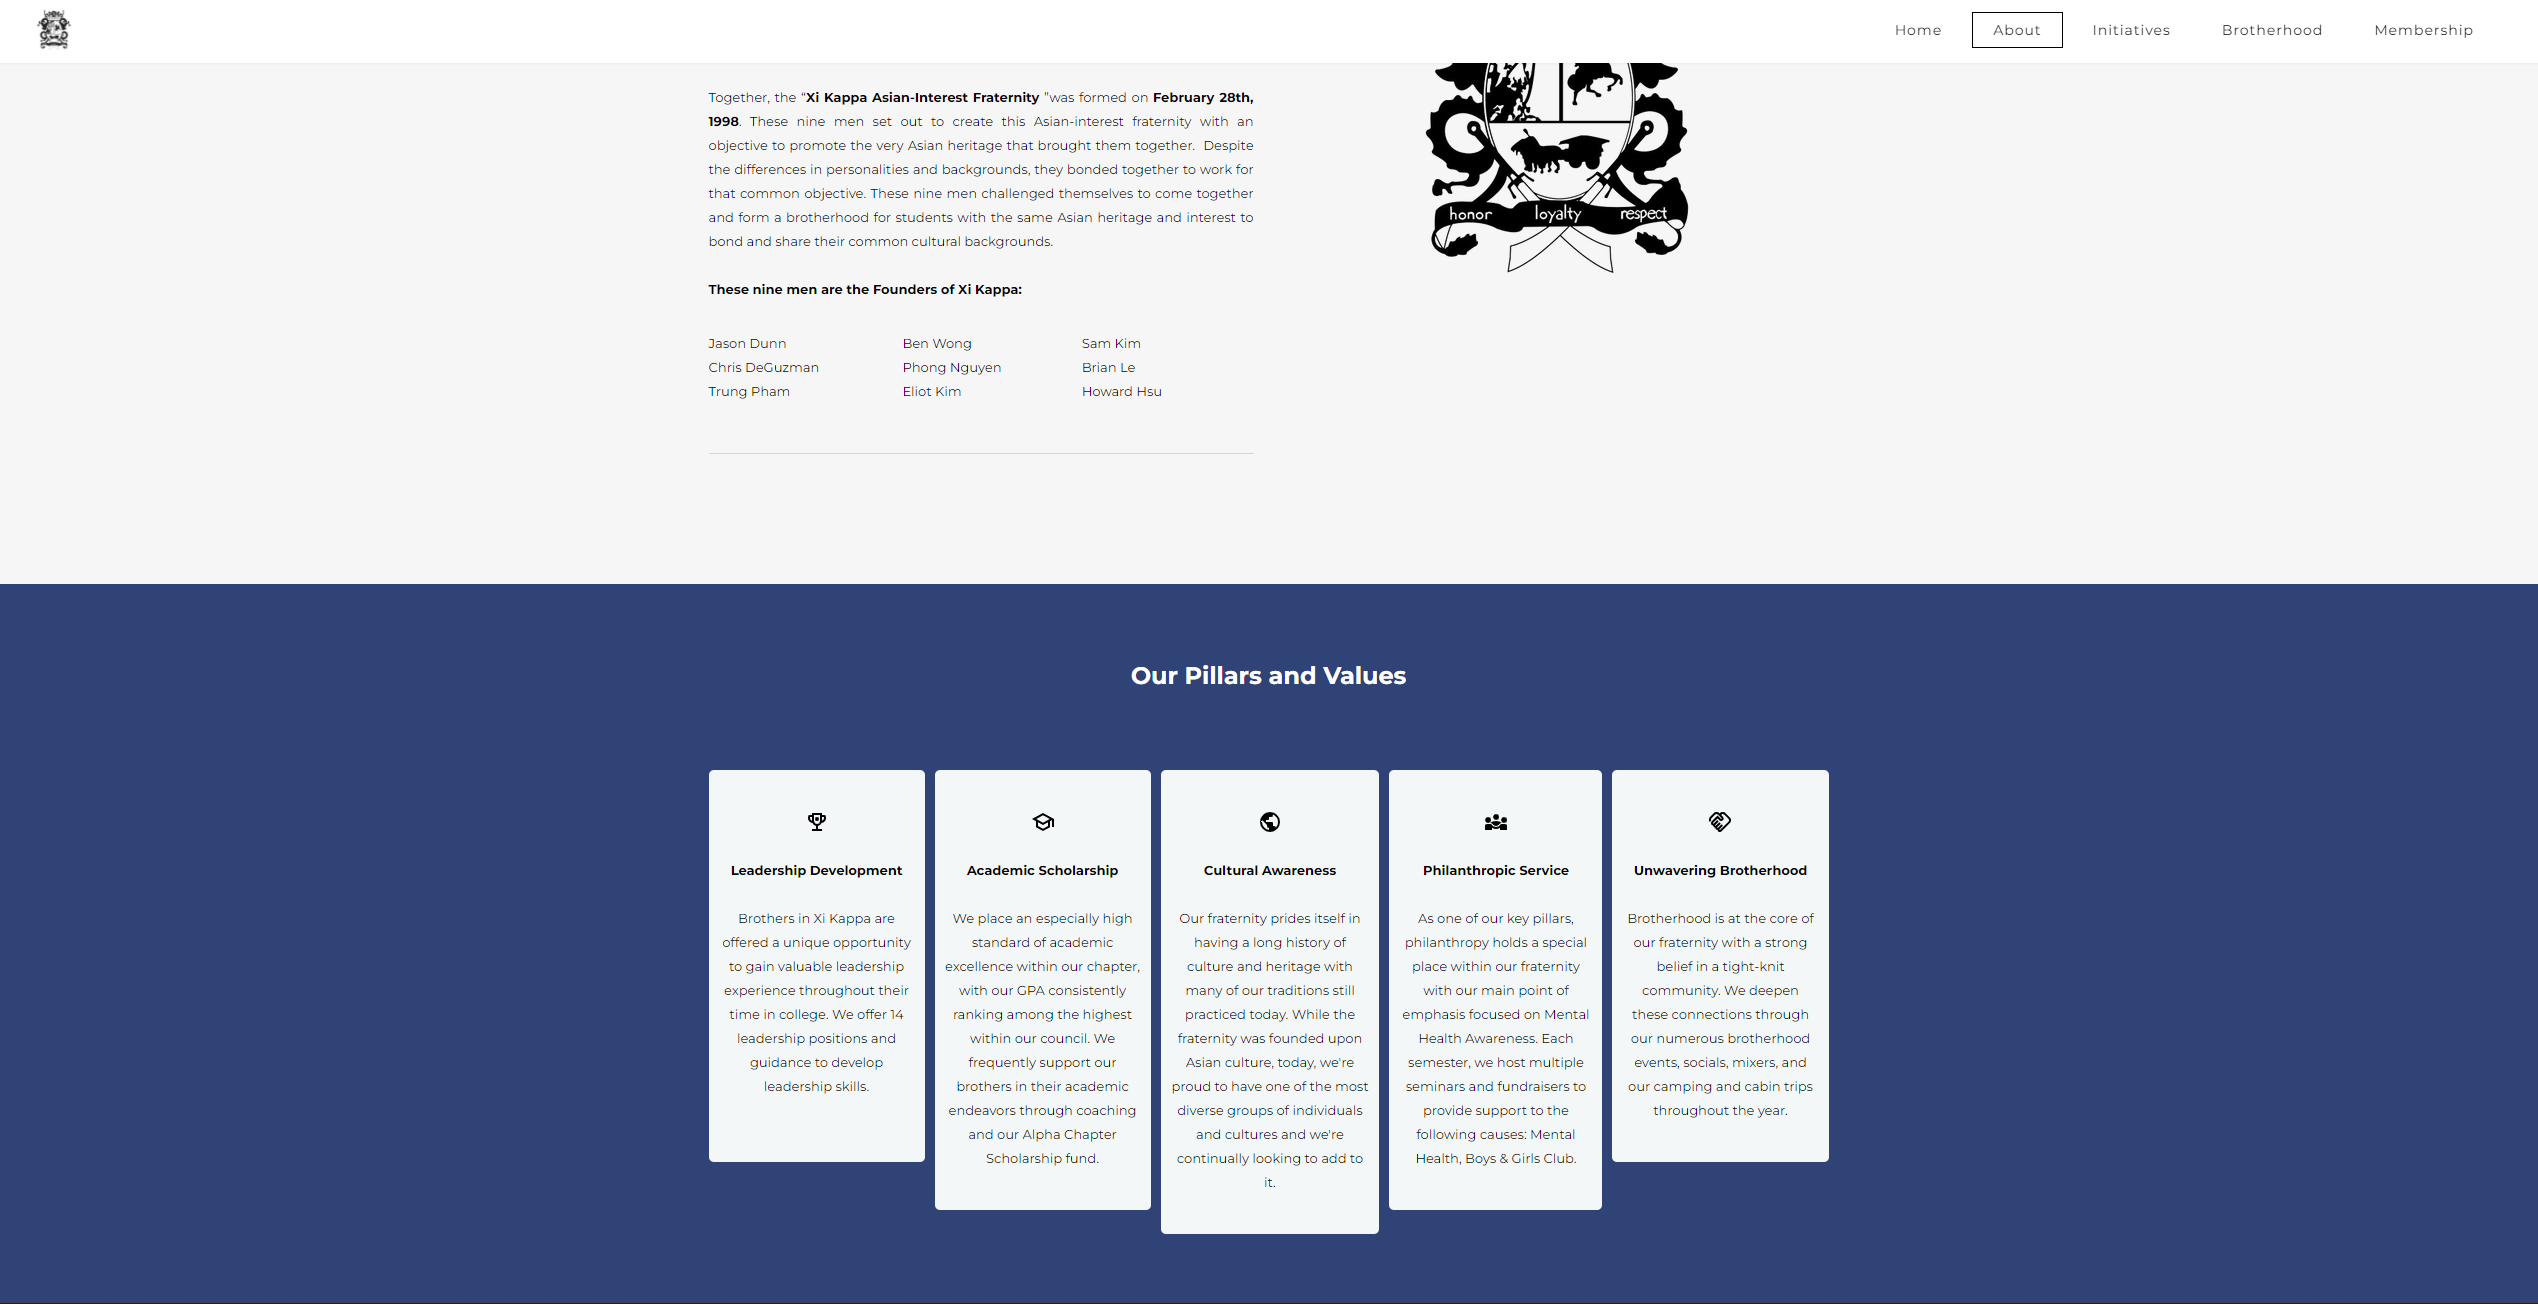 Home About Initiatives Brotherhood Membership
Together, the “Xi Kappa Asian-Interest Fraternity ”was formed on February 28th,
1998. These nine men set out to create this Asian-interest fraternity with an
objective to promote the very Asian heritage that brought them together. Despite
the differences in personalities and backgrounds, they bonded together to work for
that common objective. These nine men challenged themselves to come together
and form a brotherhood for students with the same Asian heritage and interest to
bond and share their common cultural backgrounds.
honor loyalty respect
These nine men are the Founders of Xi Kappa:
Jason Dunn
Chris DeGuzman
Trung Pham
Ben Wong
Phong Nguyen
Eliot Kim
Sam Kim
Brian Le
Howard Hsu
Our Pillars and Values
Leadership Development
Brothers in Xi Kappa are
offered a unique opportunity
to gain valuable leadership
experience throughout their
time in college. We offer 14
leadership positions and
guidance to develop
leadership skills.
Academic Scholarship
We place an especially high
standard of academic
excellence within our chapter,
with our GPA consistently
ranking among the highest
within our council. We
frequently support our
brothers in their academic
endeavors through coaching
and our Alpha Chapter
Scholarship fund.
Cultural Awareness
Our fraternity prides itself in
having a long history of
culture and heritage with
many of our traditions still
practiced today. While the
fraternity was founded upon
Asian culture, today, we're
proud to have one of the most
diverse groups of individuals
and cultures and we're
continually looking to add to
it.
Philanthropic Service
As one of our key pillars,
philanthropy holds a special
place within our fraternity
with our main point of
emphasis focused on Mental
Health Awareness. Each
semester, we host multiple
seminars and fundraisers to
provide support to the
following causes: Mental
Health, Boys & Girls Club.
Unwavering Brotherhood
Brotherhood is at the core of
our fraternity with a strong
belief in a tight-knit
community. We deepen
these connections through
our numerous brotherhood
events, socials, mixers, and
our camping and cabin trips
throughout the year.